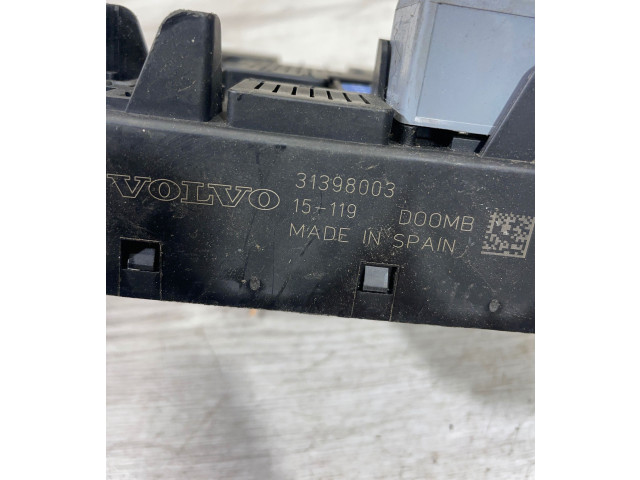 VOLVO 31398003
15-119 D00MB
MADE IN SPAIN